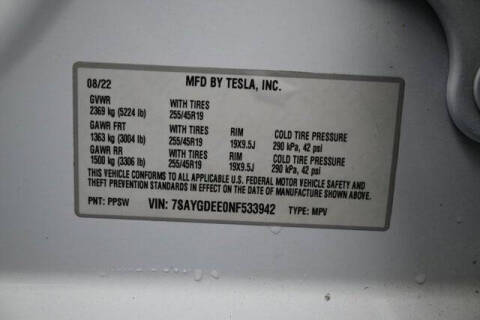 08/22 MFD BY TESLA, INC.
GVWR WITH TIRES
2369 kg (5224 lb) 255/45R19
GAWR FRT WITH TIRES RIM COLD TIRE PRESSURE
1363 kg (3004 lb) 255/45R19 19X9.5J 290 kPa, 42 psi
GAWR RR WITH TIRES RIM COLD TIRE PRESSURE
1500 kg (3306 lb) 255/45R19 19X9.5J 290 kPa, 42 psi
THIS VEHICLE CONFORMS TO ALL APPLICABLE U.S. FEDERAL MOTOR VEHICLE SAFETY AND
THEFT PREVENTION STANDARDS IN EFFECT ON THE DATE OF MANUFACTURE SHOWN ABOVE.
PNT: PPSW VIN: 7SAYGDEE0NF533942 TYPE: MPV